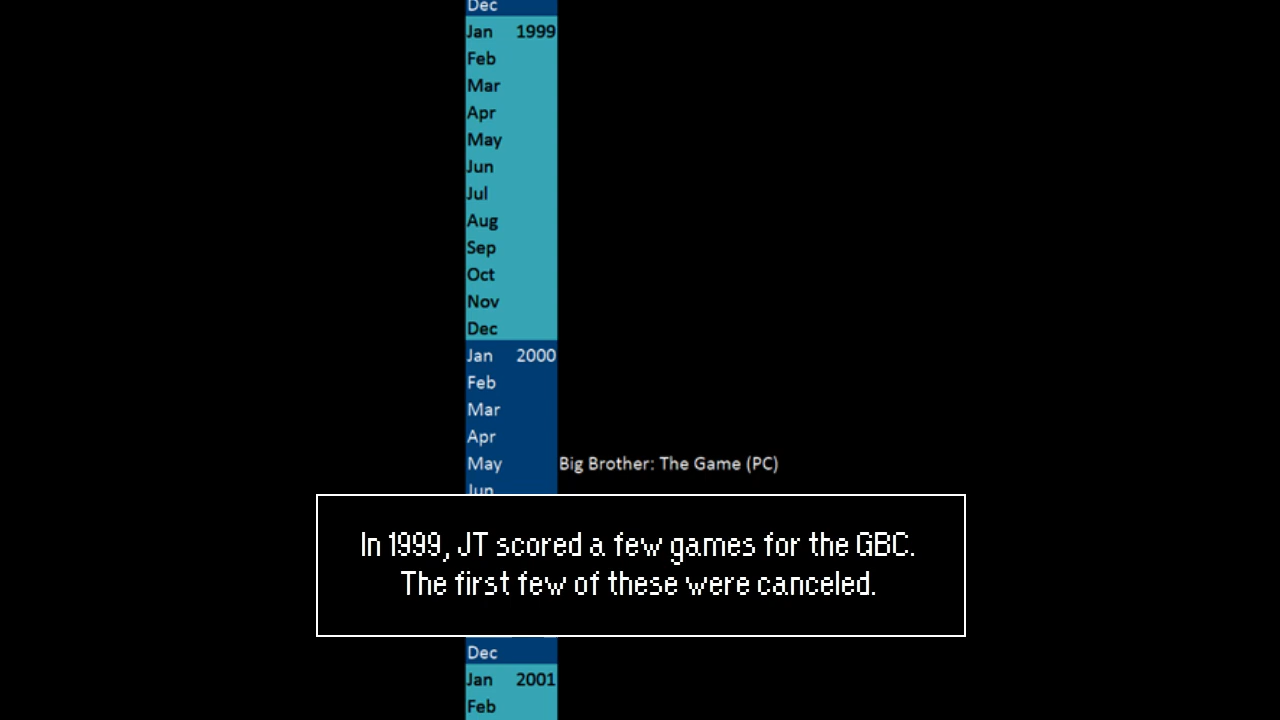 Dec
Jan 1999
Feb
Mar
Apr
May
Jun
Jul
Aug
Sep
Oct
Nov
Dec
Jan 2000
Feb
Mar
Apr
May Big Brother: The Game (PC)
Jun
In 1999, JT scored a few games for the GBC.
The first few of these were canceled.
Dec
Jan 2001
Feb